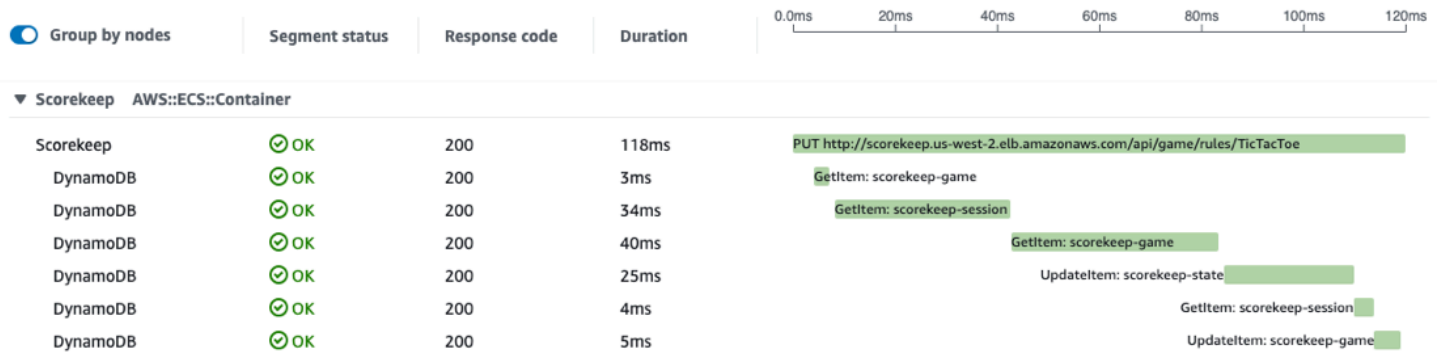 0.0ms 20ms 40ms 60ms 80ms 100ms 120ms
Group by nodes Segment status Response code Duration
▼ Scorekeep AWS::ECS::Container
Scorekeep OK 200 118ms PUT http://scorekeep.us-west-2.elb.amazonaws.com/api/game/rules/TicTacToe
DynamoDB OK 200 3ms GetItem: scorekeep-game
DynamoDB OK 200 34ms GetItem: scorekeep-session
DynamoDB OK 200 40ms GetItem: scorekeep-game
DynamoDB OK 200 25ms UpdateItem: scorekeep-state
DynamoDB OK 200 4ms GetItem: scorekeep-session
DynamoDB OK 200 5ms UpdateItem: scorekeep-game